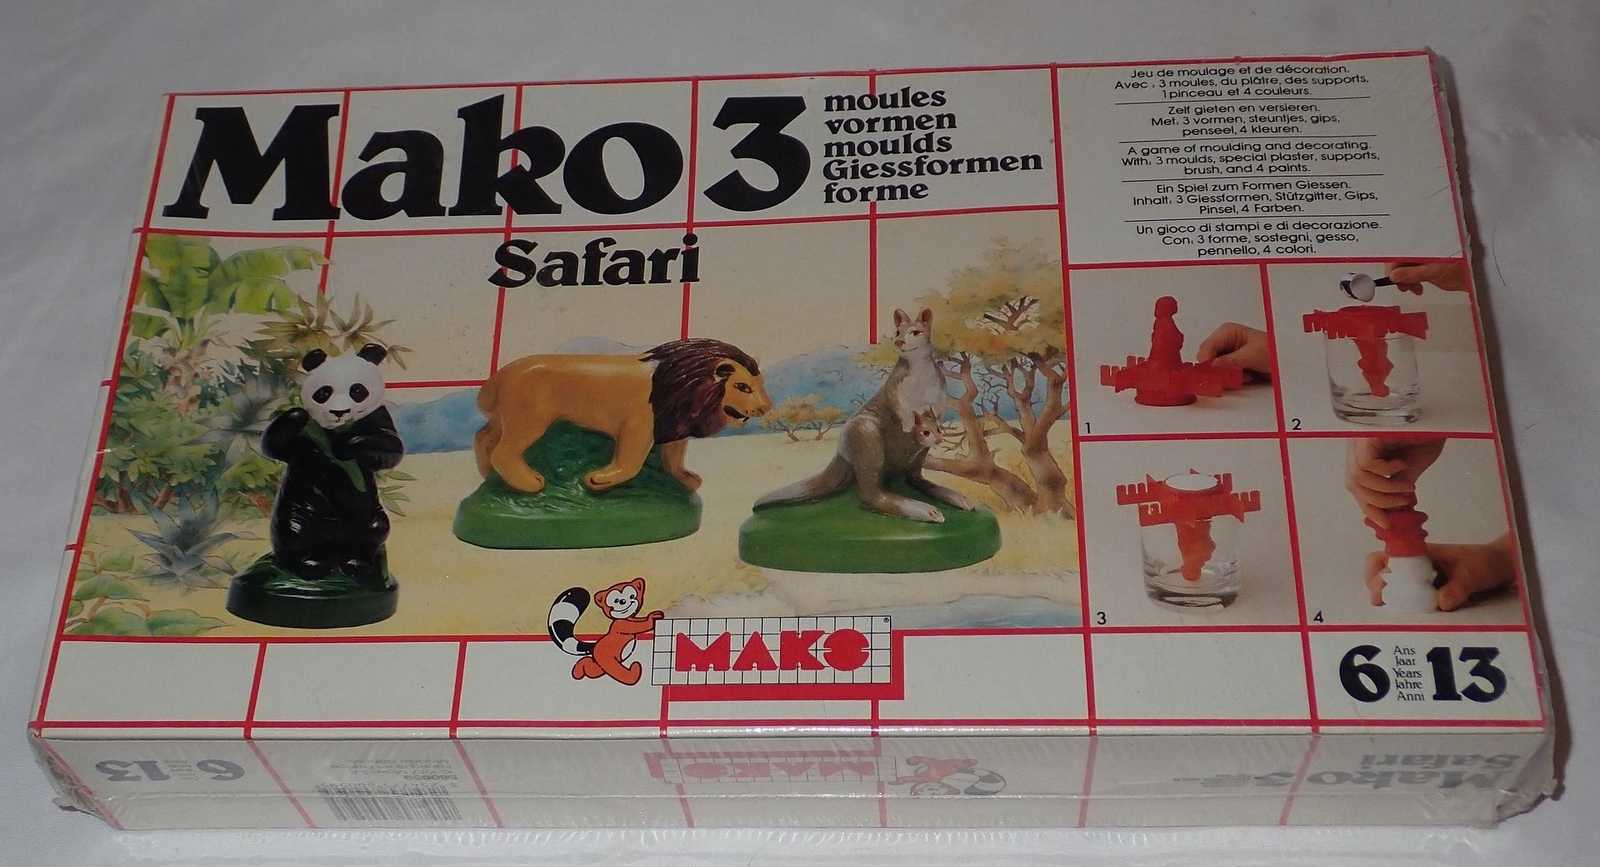 Mako 3
moules
vormen
moulds
Giessformen
forme
Safari
Jeu de moulage et de décoration.
Avec : 3 moules, du plâtre, des supports,
1 pinceau et 4 couleurs.
Zelf gieten en versieren.
Met: 3 vormen, steuntjes, gips,
penseel, 4 kleuren.
A game of moulding and decorating.
With: 3 moulds, special plaster, supports,
brush, and 4 paints.
Ein Spiel zum Formen Giessen.
Inhalt: 3 Giessformen, Stützgitter, Gips,
Pinsel, 4 Farben.
Un gioco di stampi e di decorazione.
Con: 3 forme, sostegni, gesso,
pennello, 4 colori.
1
2
3
4
MAKO
®
6 13
Ans
Jaar
Years
Jahre
Anni
6 13
MAKO
Mako 3
Safari